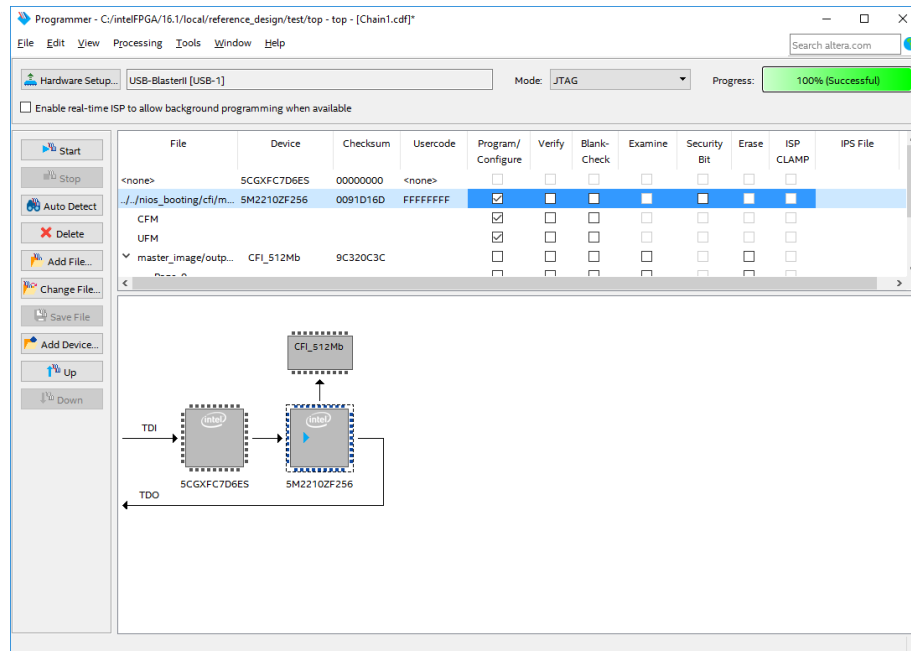 Programmer - C:/intelFPGA/16.1/local/reference_design/test/top - top - [Chain1.cdf]*
File Edit View Processing Tools Window Help
Search altera.com
Hardware Setup... USB-BlasterII [USB-1] Mode: JTAG Progress: 100% (Successful)
Enable real-time ISP to allow background programming when available
Start
Stop
Auto Detect
Delete
Add File...
Change File...
Save File
Add Device...
Up
Down
File Device Checksum Usercode Program/ Configure Verify Blank- Check Examine Security Bit Erase ISP CLAMP IPS File
<none> 5CGXFC7D6ES 00000000 <none>
../../nios_booting/cfi/m... 5M2210ZF256 0091D16D FFFFFFFF
CFM
UFM
master_image/outp... CFI_512Mb 9C320C3C
CFI_512Mb
TDI
intel
intel
5CGXFC7D6ES 5M2210ZF256
TDO